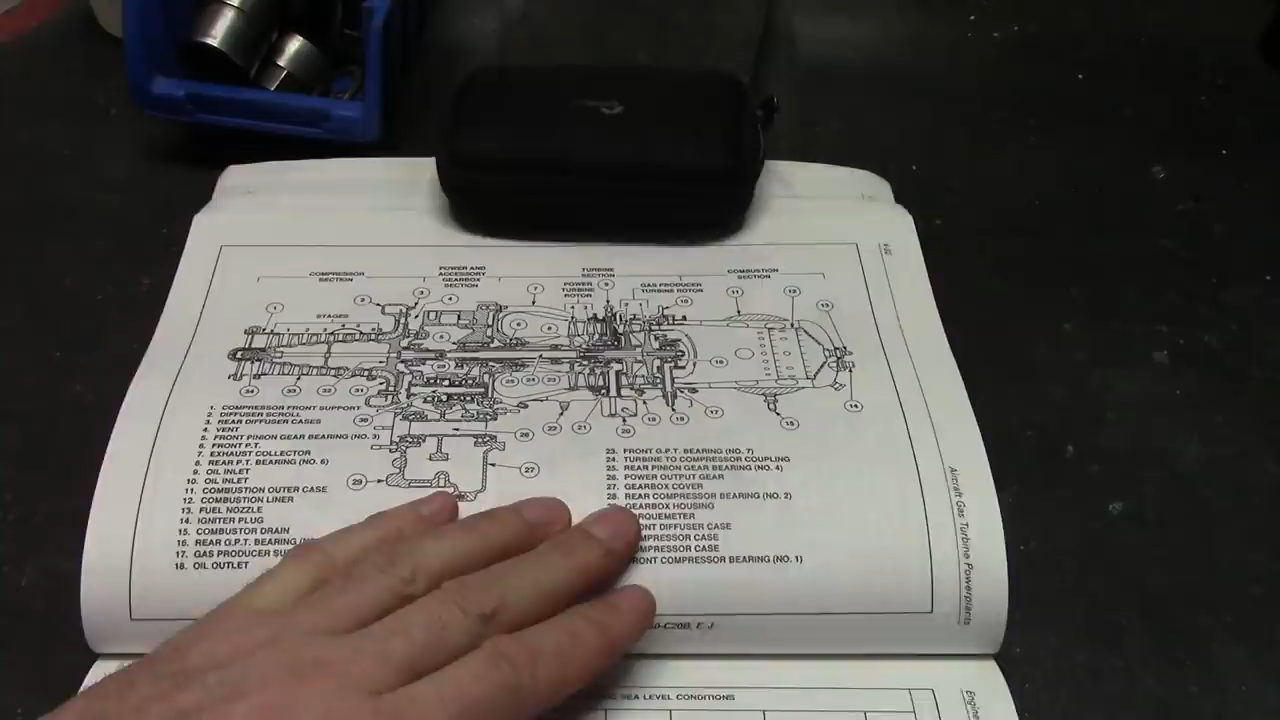 COMPRESSOR
SECTION
POWER AND
ACCESSORY
GEARBOX
SECTION
TURBINE
SECTION
COMBUSTION
SECTION
POWER
TURBINE
ROTOR
GAS PRODUCER
TURBINE ROTOR
STAGES
1. COMPRESSOR FRONT SUPPORT
2. DIFFUSER SCROLL
3. REAR DIFFUSER CASES
4. VENT
5. FRONT PINION GEAR BEARING (NO. 3)
6. FRONT P.T.
7. EXHAUST COLLECTOR
8. REAR P.T. BEARING (NO. 6)
9. OIL INLET
10. OIL INLET
11. COMBUSTION OUTER CASE
12. COMBUSTION LINER
13. FUEL NOZZLE
14. IGNITER PLUG
15. COMBUSTOR DRAIN
16. REAR G.P.T. BEARING
17. GAS PRODUCER
18. OIL OUTLET
23. FRONT G.P.T. BEARING (NO. 7)
24. TURBINE TO COMPRESSOR COUPLING
25. REAR PINION GEAR BEARING (NO. 4)
26. POWER OUTPUT GEAR
27. GEARBOX COVER
28. REAR COMPRESSOR BEARING (NO. 2)
GEARBOX HOUSING
ORQUEMETER
ONT DIFFUSER CASE
OMPRESSOR CASE
OMPRESSOR CASE
RONT COMPRESSOR BEARING (NO. 1)
0-C20B, F, J
Aircraft Gas Turbine Powerplants
SEA LEVEL CONDITIONS
Engine